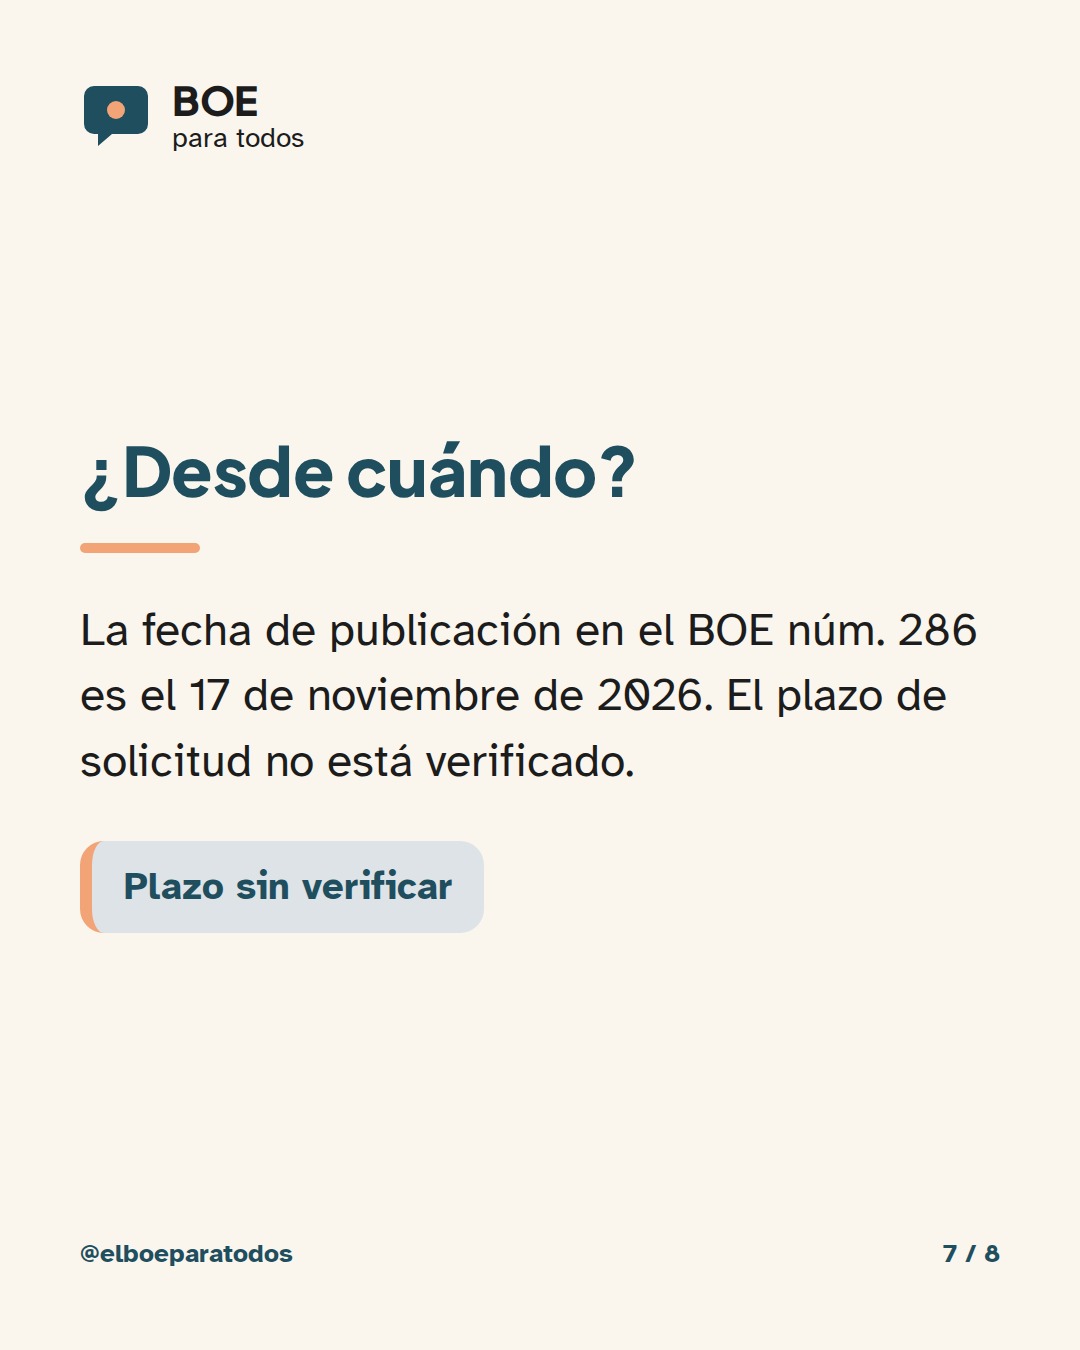 BOE
para todos
¿Desde cuándo?
La fecha de publicación en el BOE núm. 286
es el 17 de noviembre de 2026. El plazo de
solicitud no está verificado.
Plazo sin verificar
@elboeparatodos
7 / 8